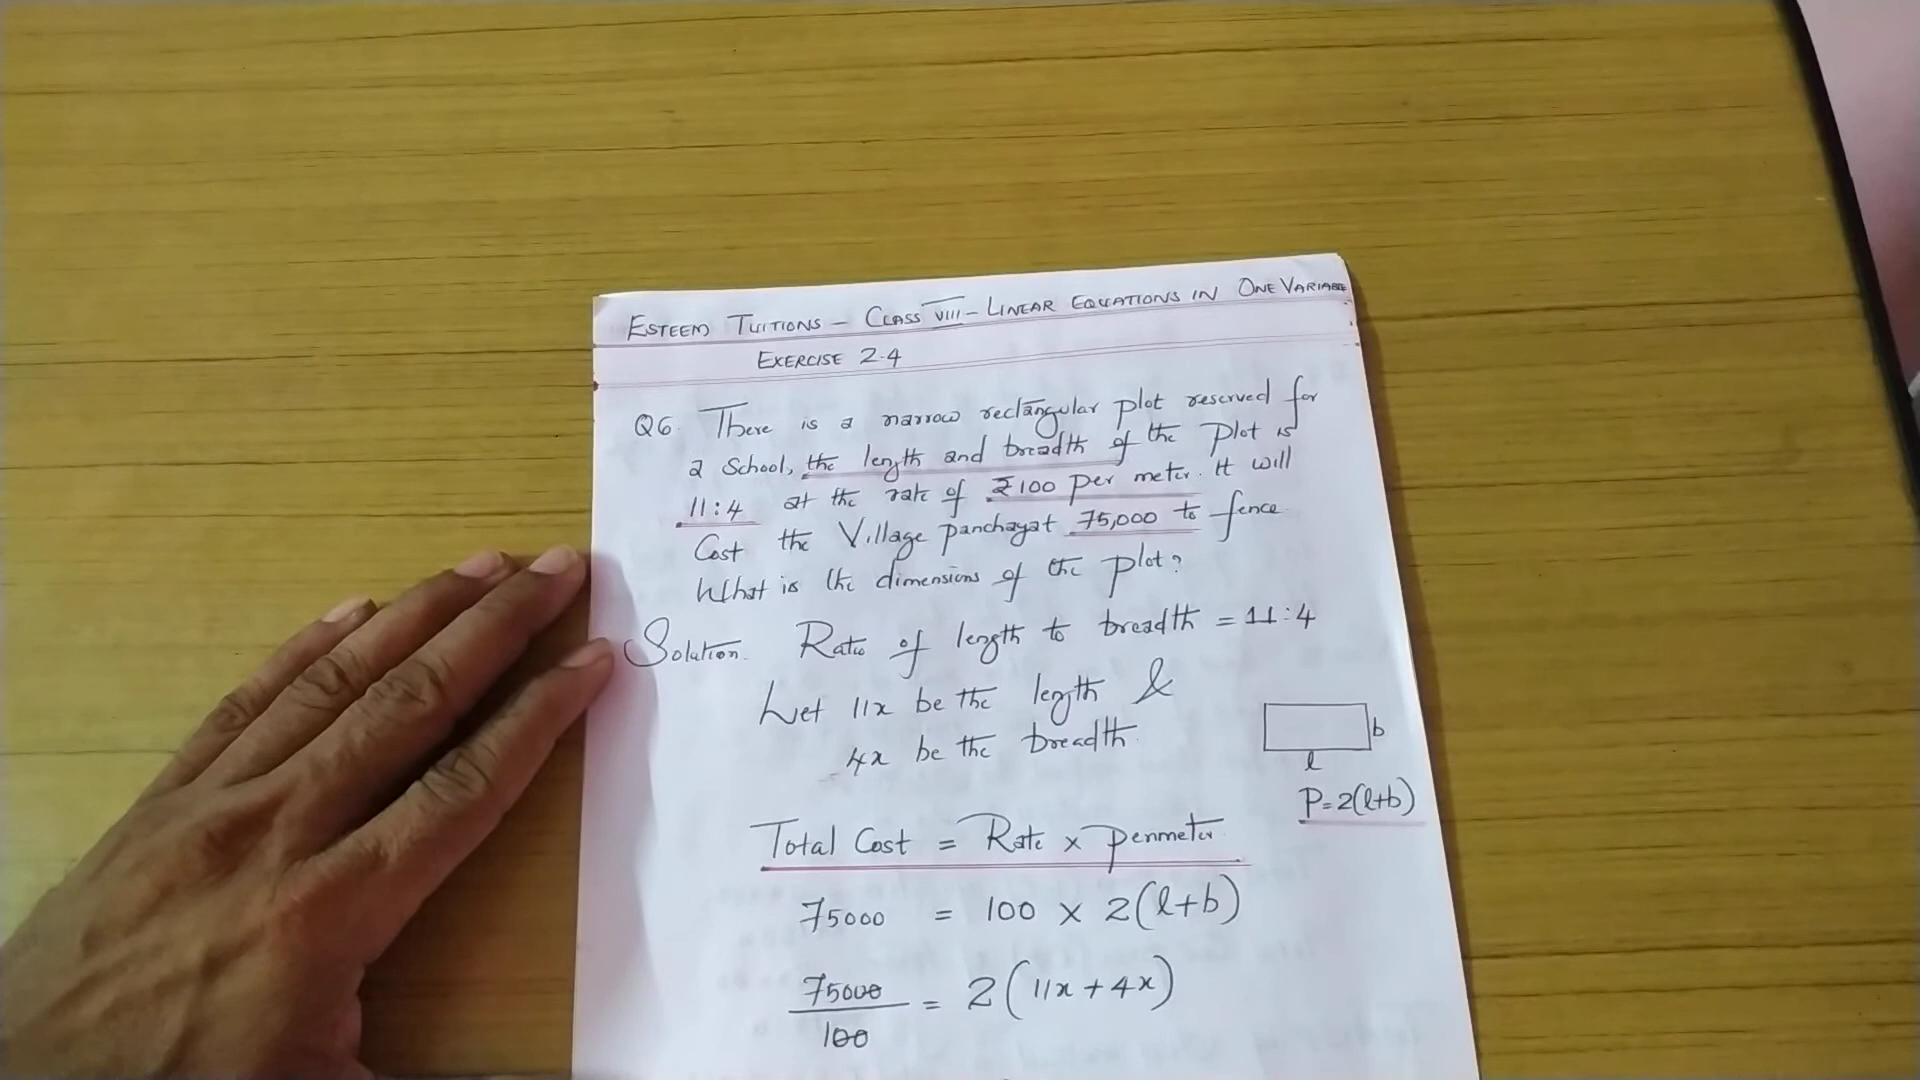 ESTEEM TUITIONS - CLASS VIII - LINEAR EQUATIONS IN ONE VARIABLE
EXERCISE 2.4
Q6. There is a narrow rectangular plot reserved for
a School, the length and breadth of the plot is
11:4 at the rate of ₹100 per meter. It will
Cost the Village panchayat 75,000 to fence
What is the dimensions of the plot?
Solution. Ratio of length to breadth = 11:4
Let 11x be the length &
4x be the breadth.
b
l
P=2(l+b)
Total Cost = Rate × perimeter
75000 = 100 × 2(l+b)
75000/100 = 2(11x + 4x)